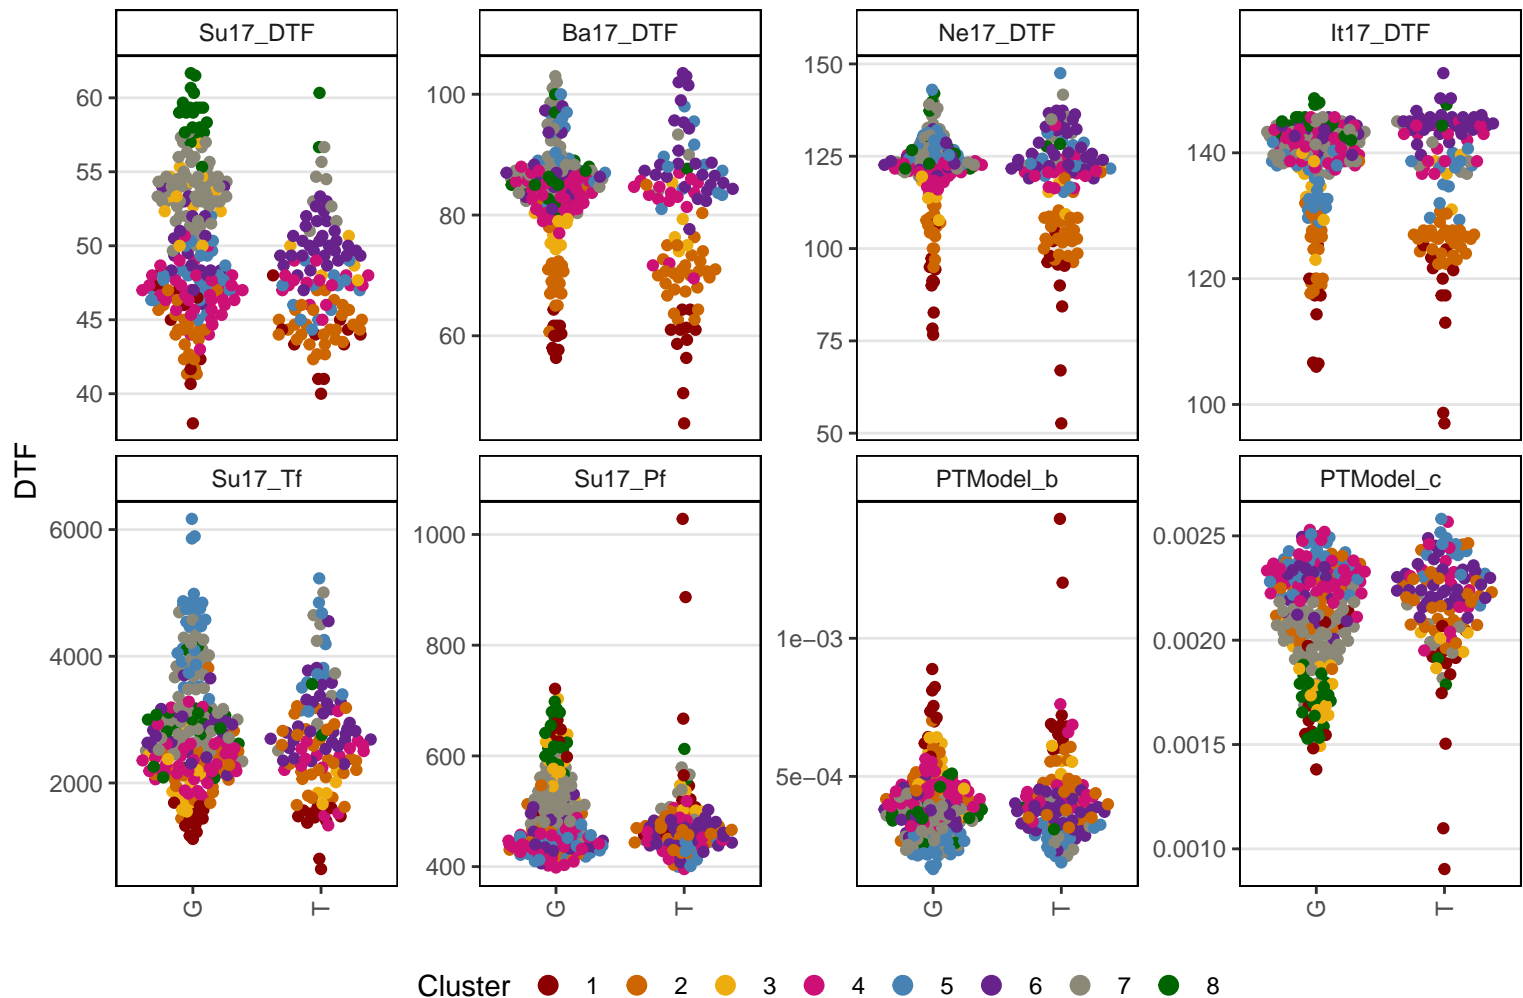 Su17_DTF Ba17_DTF Ne17_DTF It17_DTF
60 55 50 45 40
100 80 60
150 125 100 75 50
140 120 100
DTF
Su17_Tf Su17_Pf PTModel_b PTModel_c
6000 4000 2000
1000 800 600 400
1e−03 5e−04
0.0025 0.0020 0.0015 0.0010
G T G T G T G T
Cluster 1 2 3 4 5 6 7 8